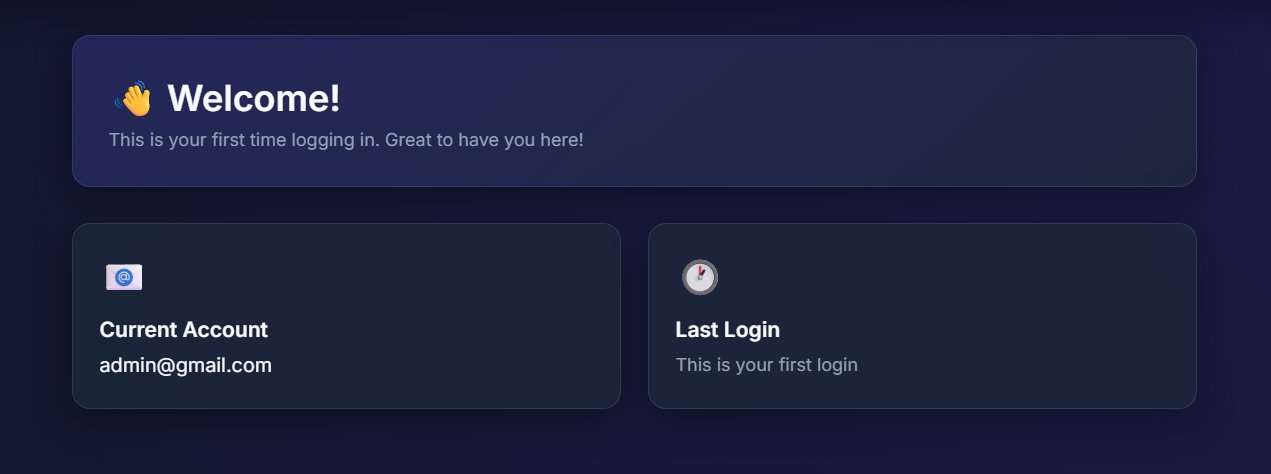 👋 Welcome!
This is your first time logging in. Great to have you here!
Current Account
admin@gmail.com
Last Login
This is your first login